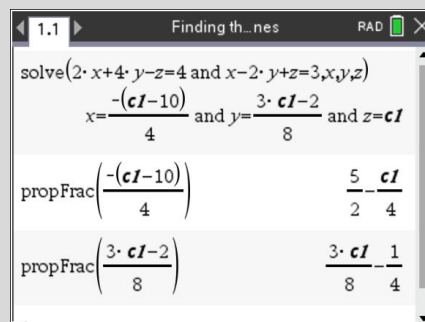 1.1 Finding th...nes RAD
solve(2·x+4·y−z=4 and x−2·y+z=3,x,y,z)
x=−(c1−10)/4 and y=3·c1−2/8 and z=c1
propFrac(−(c1−10)/4) 5/2−c1/4
propFrac(3·c1−2/8) 3·c1/8−1/4